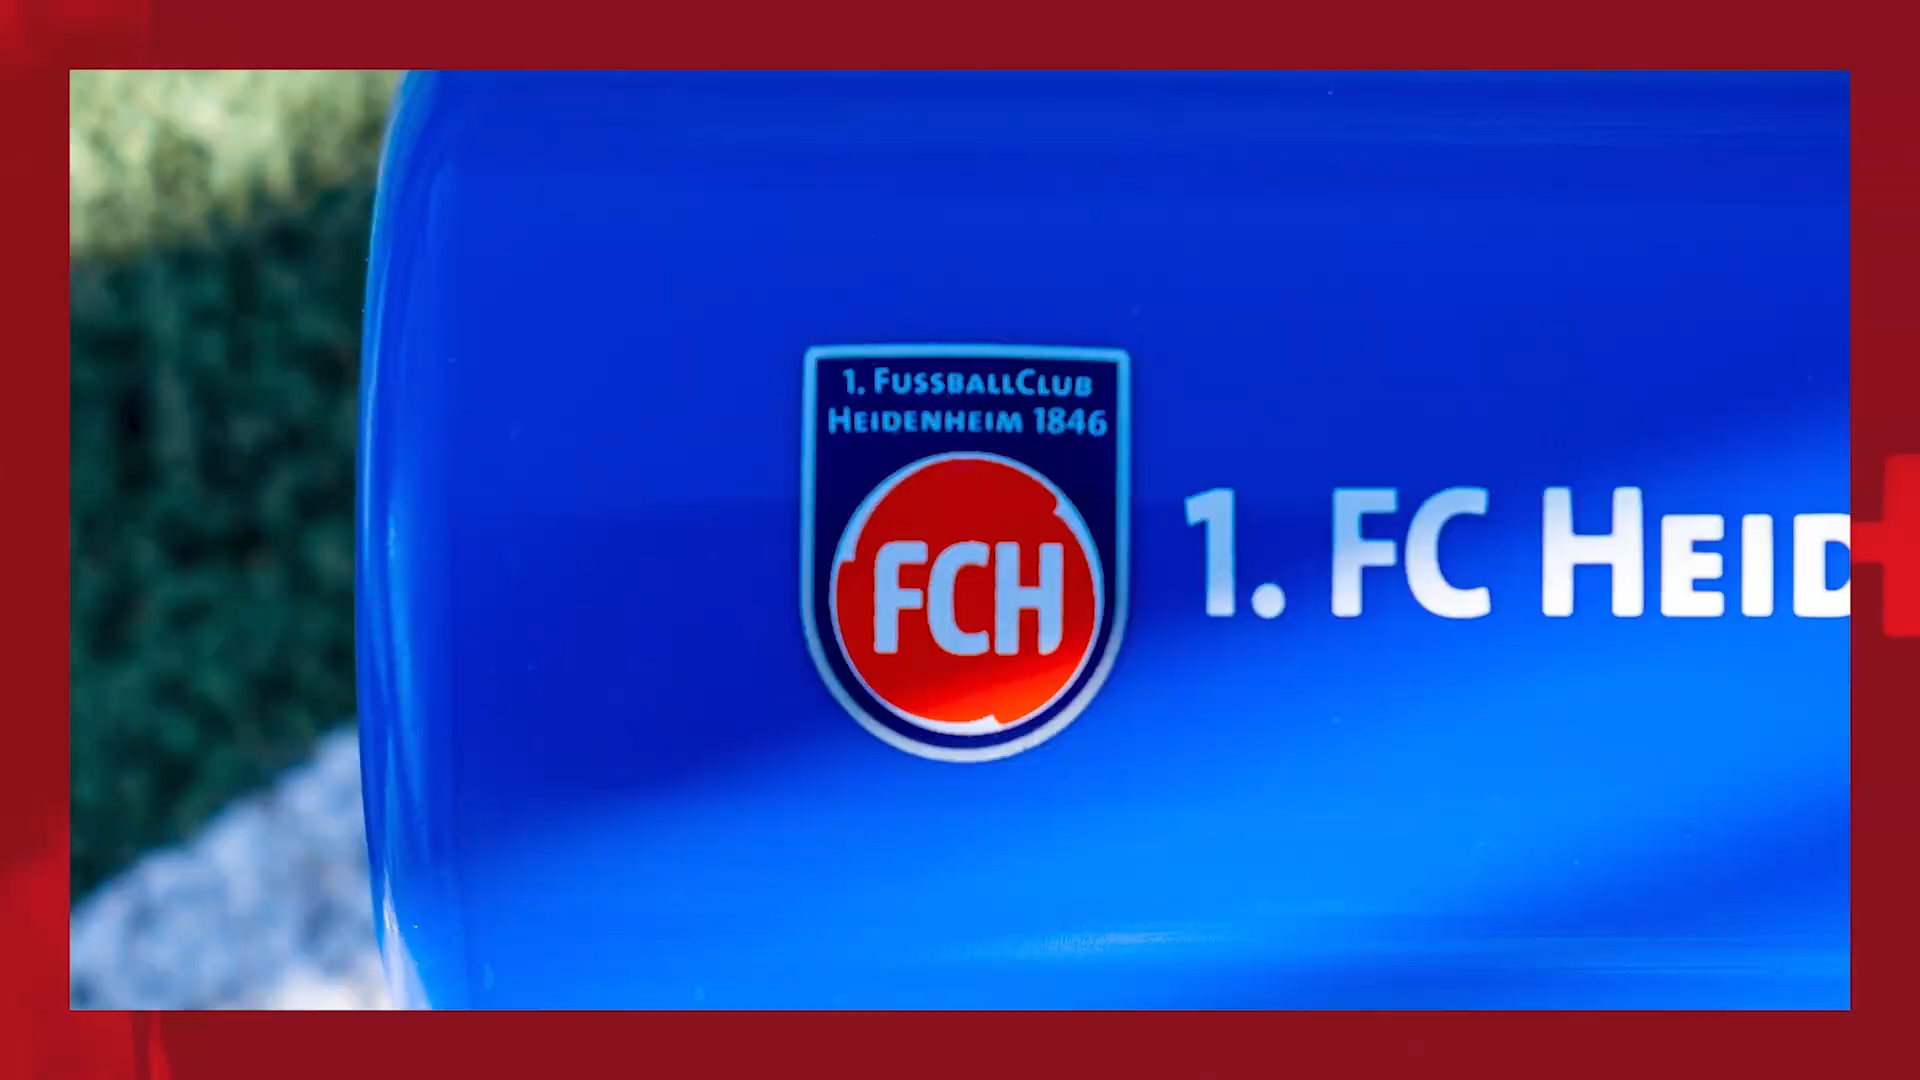 1. FUSSBALLCLUB
HEIDENHEIM 1846
FCH
1. FC HEID